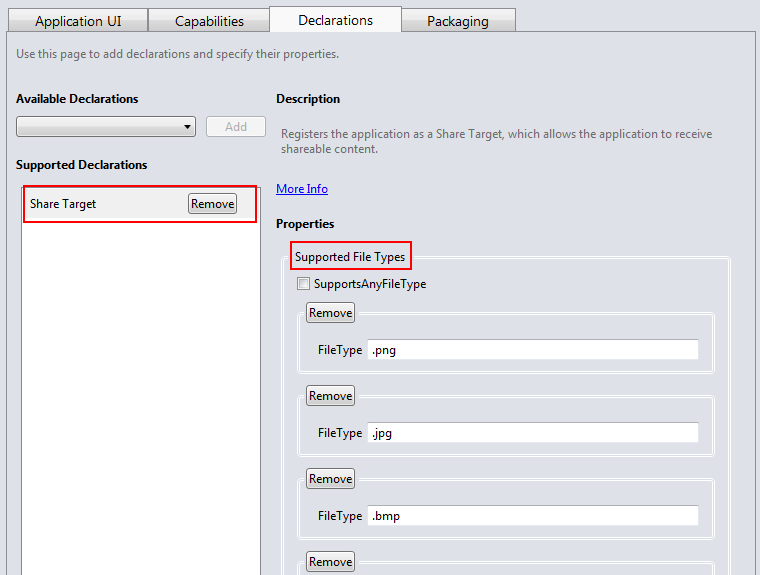 Application UI
Capabilities
Declarations
Packaging
Use this page to add declarations and specify their properties.
Available Declarations
Add
Supported Declarations
Share Target
Remove
Description
Registers the application as a Share Target, which allows the application to receive
shareable content.
More Info
Properties
Supported File Types
SupportsAnyFileType
Remove
FileType .png
Remove
FileType .jpg
Remove
FileType .bmp
Remove